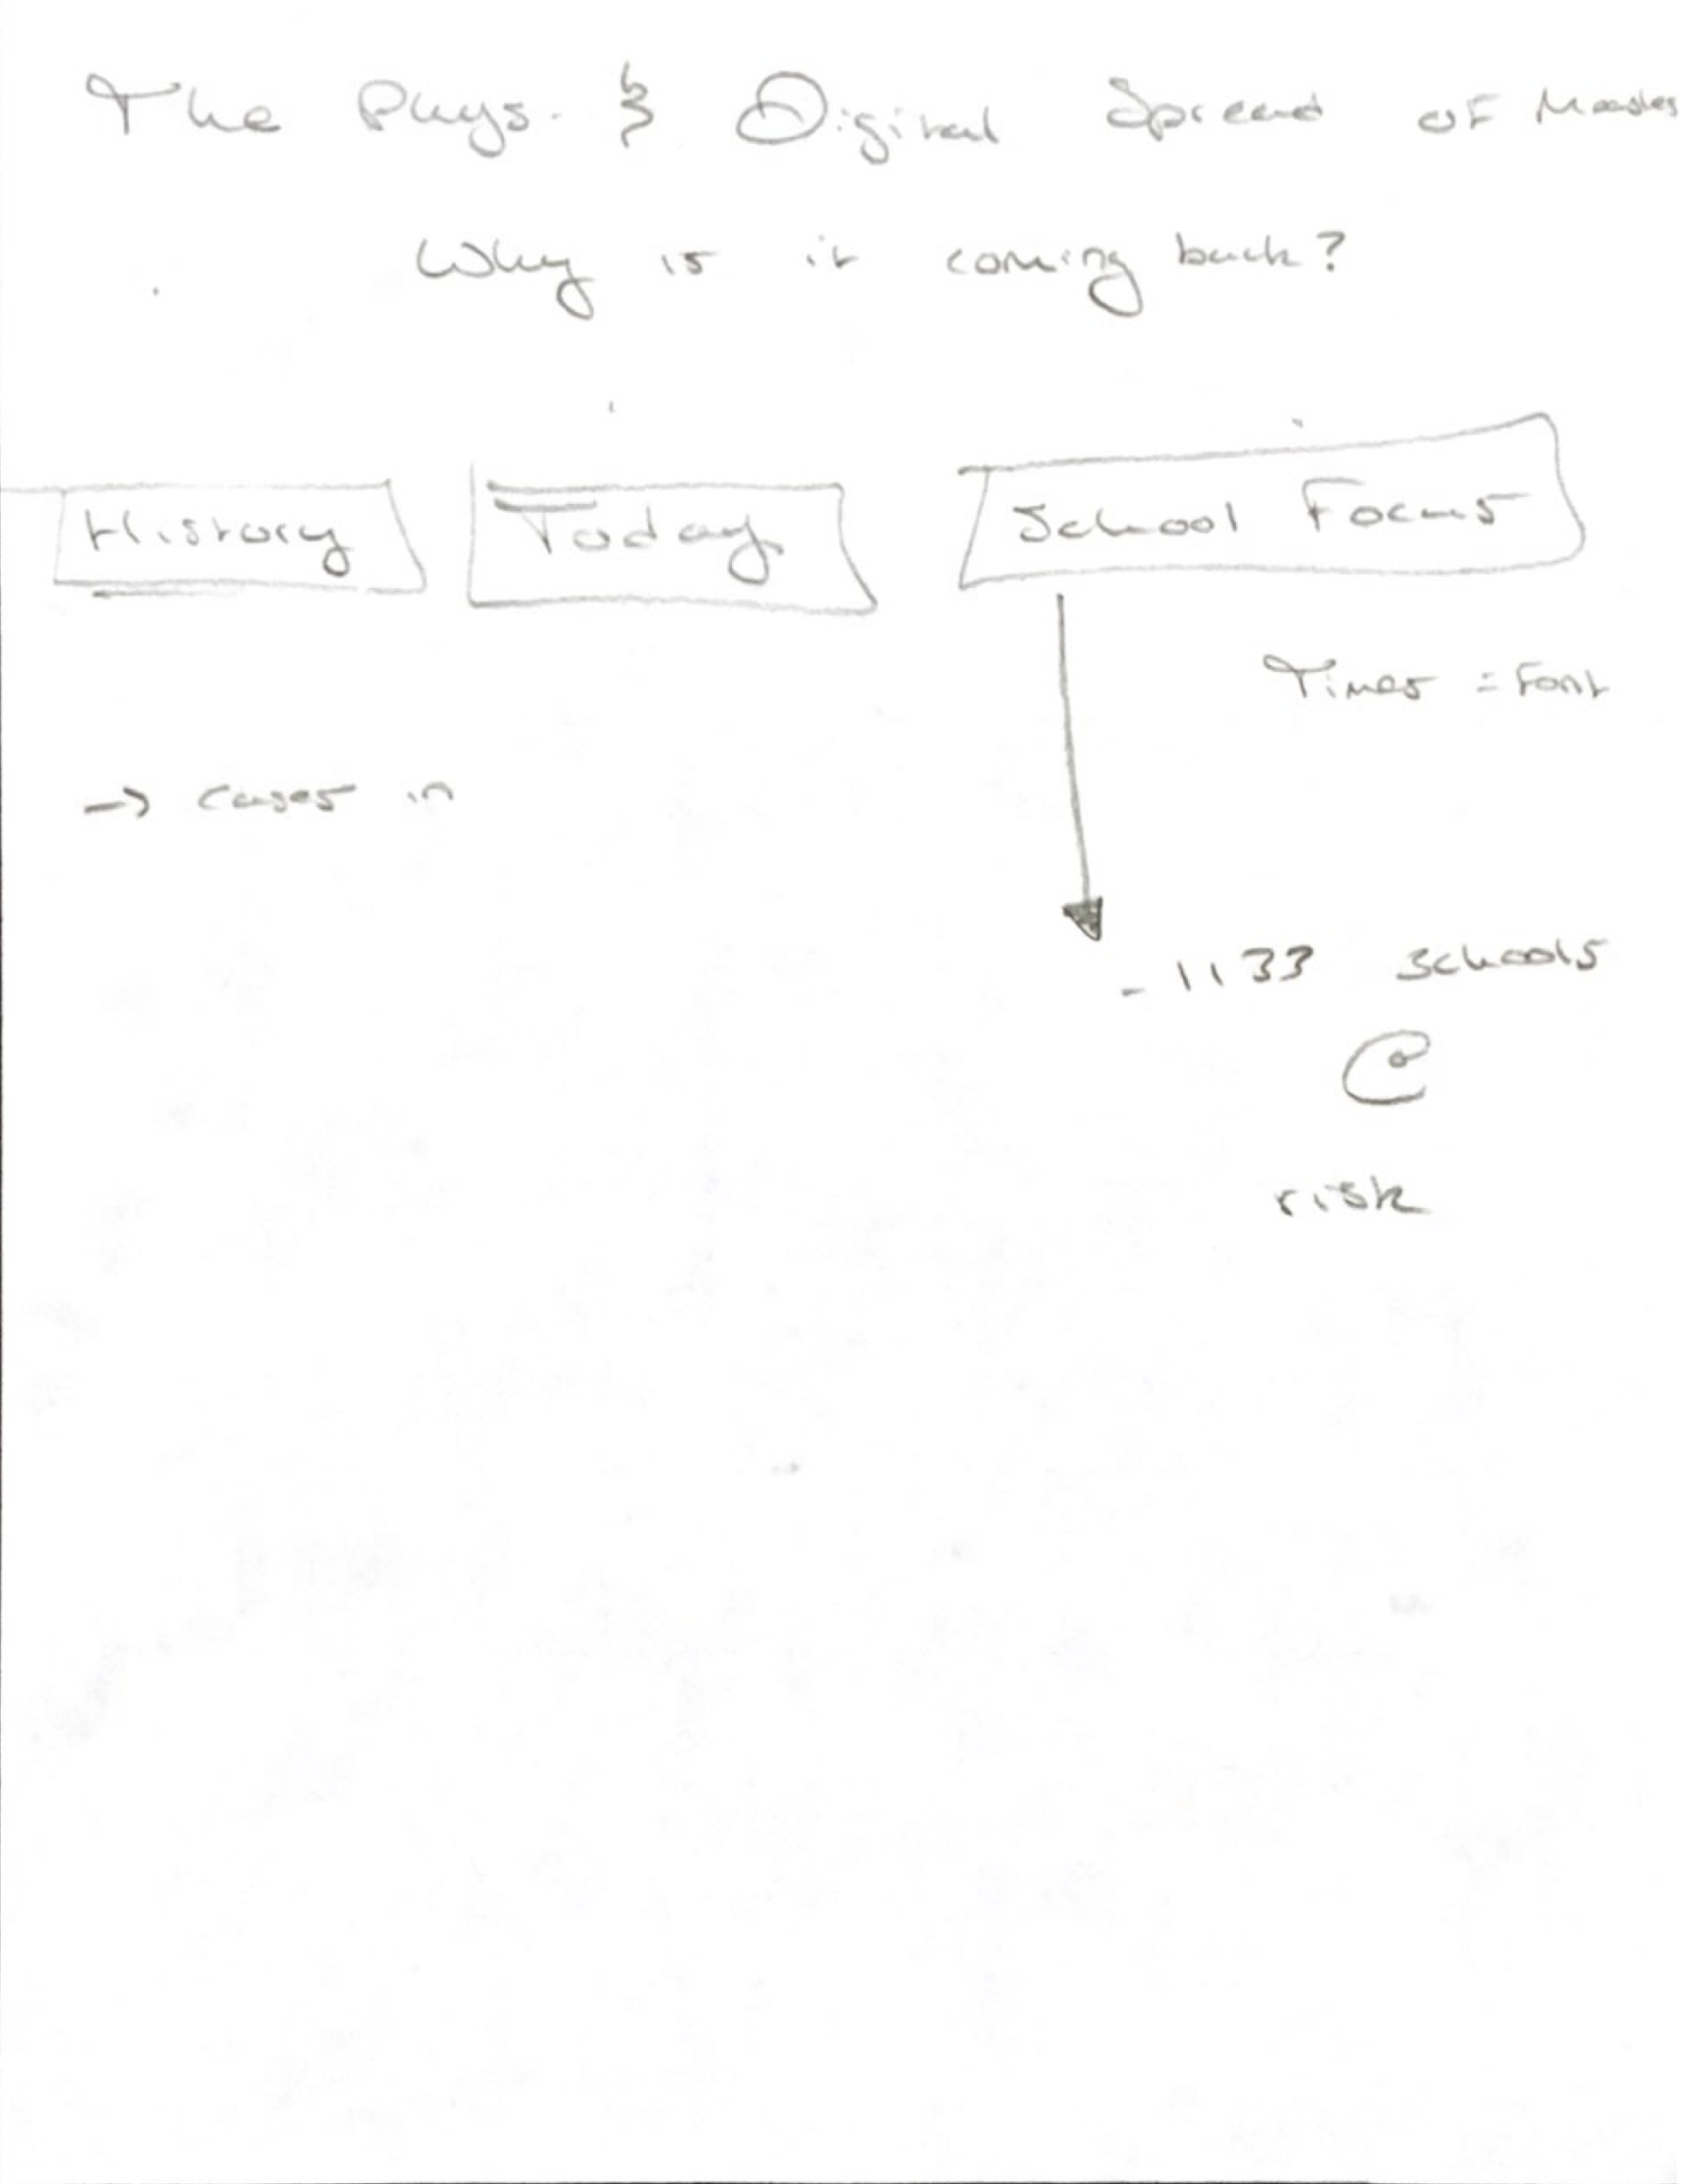 The Phys. & Digital Spread of Measles
Why is it coming back?
History
Today
School Focus
Times = Font
-> Cases in
- 1133 schools
@
risk